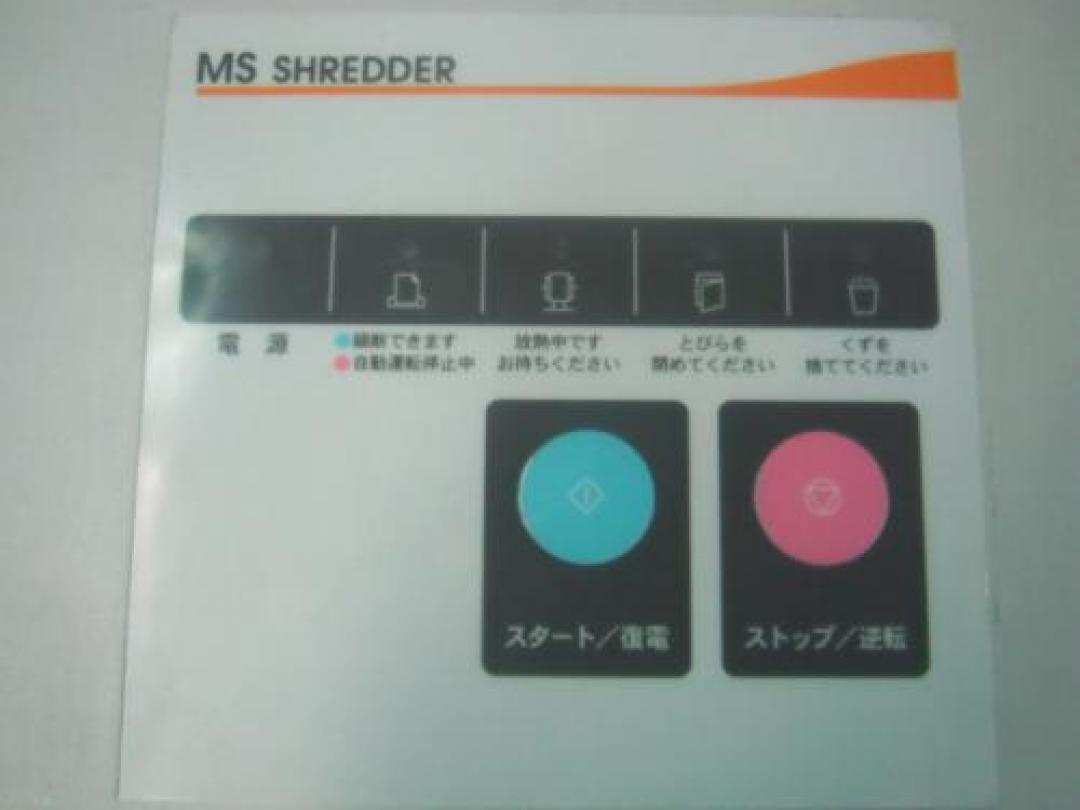 MS SHREDDER
電源
細断できます
自動運転停止中
放熱中です
お待ちください
とびらを
閉めてください
くずを
捨ててください
スタート／復電
ストップ／逆転